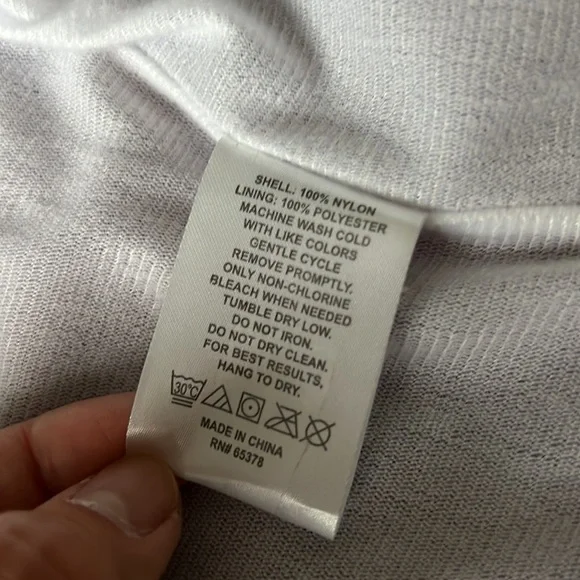 SHELL: 100% NYLON
LINING: 100% POLYESTER
MACHINE WASH COLD
WITH LIKE COLORS
GENTLE CYCLE
REMOVE PROMPTLY.
ONLY NON-CHLORINE
BLEACH WHEN NEEDED
TUMBLE DRY LOW.
DO NOT IRON.
DO NOT DRY CLEAN.
FOR BEST RESULTS,
HANG TO DRY.
30°C
MADE IN CHINA
RN# 65378